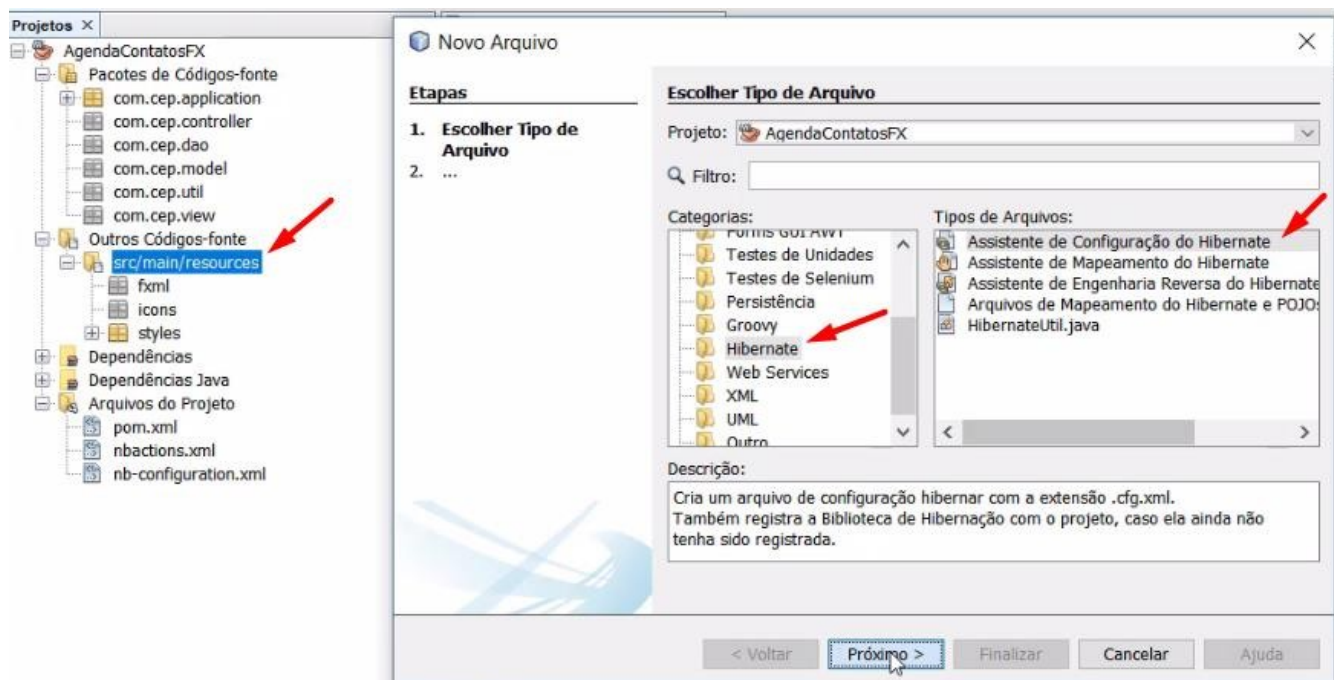 Projetos
AgendaContatosFX
Pacotes de Códigos-fonte
com.cep.application
com.cep.controller
com.cep.dao
com.cep.model
com.cep.util
com.cep.view
Outros Códigos-fonte
src/main/resources
fxml
icons
styles
Dependências
Dependências Java
Arquivos do Projeto
pom.xml
nbactions.xml
nb-configuration.xml
Novo Arquivo
Etapas
1. Escolher Tipo de
Arquivo
2. ...
Escolher Tipo de Arquivo
Projeto: AgendaContatosFX
Filtro:
Categorias:
Forms GUI AWT
Testes de Unidades
Testes de Selenium
Persistência
Groovy
Hibernate
Web Services
XML
UML
Outro
Tipos de Arquivos:
Assistente de Configuração do Hibernate
Assistente de Mapeamento do Hibernate
Assistente de Engenharia Reversa do Hibernate
Arquivos de Mapeamento do Hibernate e POJO
HibernateUtil.java
Descrição:
Cria um arquivo de configuração hibernar com a extensão .cfg.xml.
Também registra a Biblioteca de Hibernação com o projeto, caso ela ainda não
tenha sido registrada.
< Voltar
Próximo >
Finalizar
Cancelar
Ajuda